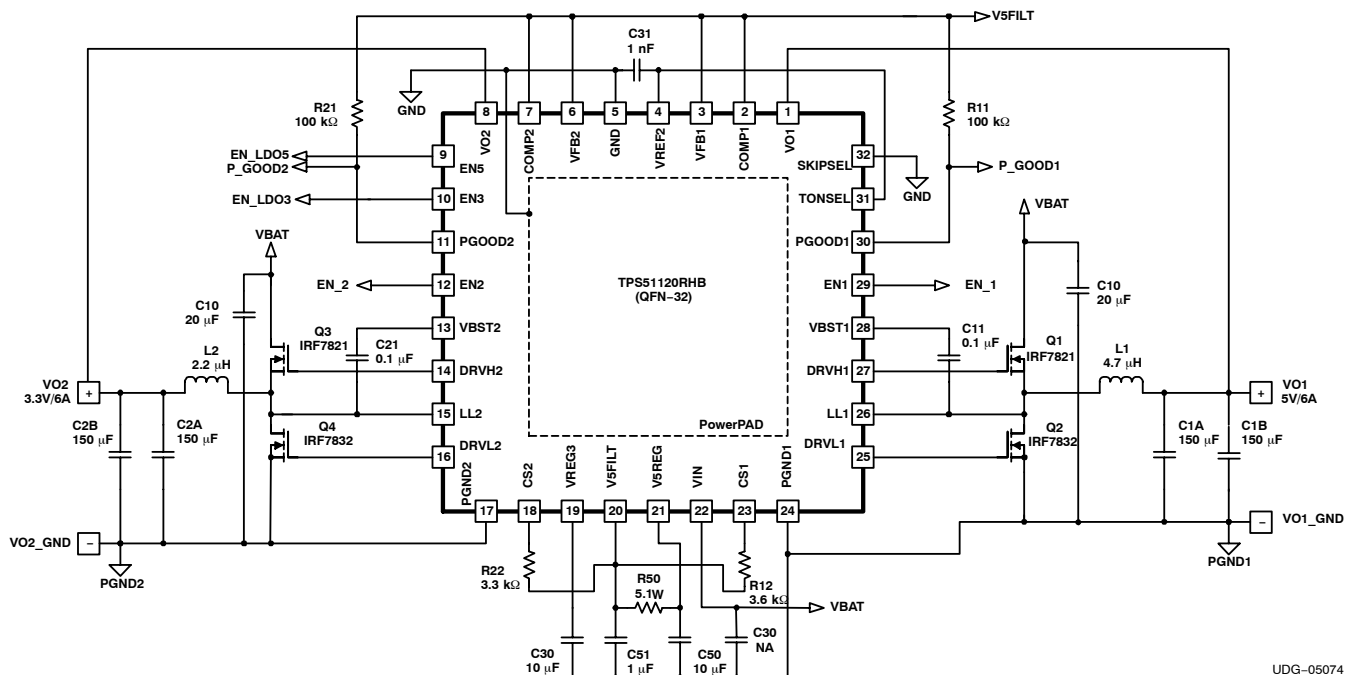 V5FILT
C31
1 nF
GND
R21
100 kΩ
R11
100 kΩ
8
7
6
5
4
3
2
1
VO2
COMP2
VFB2
GND
VREF2
VFB1
COMP1
VO1
EN_LDO5
P_GOOD2
9
EN5
32
SKIPSEL
GND
P_GOOD1
EN_LDO3
10
EN3
31
TONSEL
VBAT
11
PGOOD2
30
PGOOD1
VBAT
TPS51120RHB
(QFN-32)
EN_2
12
EN2
29
EN1
EN_1
C10
20 μF
C10
20 μF
13
VBST2
28
VBST1
Q3
IRF7821
C21
0.1 μF
C11
0.1 μF
Q1
IRF7821
L2
2.2 μH
L1
4.7 μH
14
DRVH2
27
DRVH1
VO2
3.3V/6A
+
VO1
5V/6A
+
15
LL2
26
LL1
PowerPAD
C2B
150 μF
C2A
150 μF
Q4
IRF7832
Q2
IRF7832
C1A
150 μF
C1B
150 μF
16
DRVL2
25
DRVL1
PGND2
CS2
VREG3
V5FILT
V5REG
VIN
CS1
PGND1
17
18
19
20
21
22
23
24
VO2_GND
–
VO1_GND
–
PGND2
PGND1
R22
3.3 kΩ
R50
5.1W
R12
3.6 kΩ
VBAT
C30
10 μF
C51
1 μF
C50
10 μF
C30
NA
UDG-05074